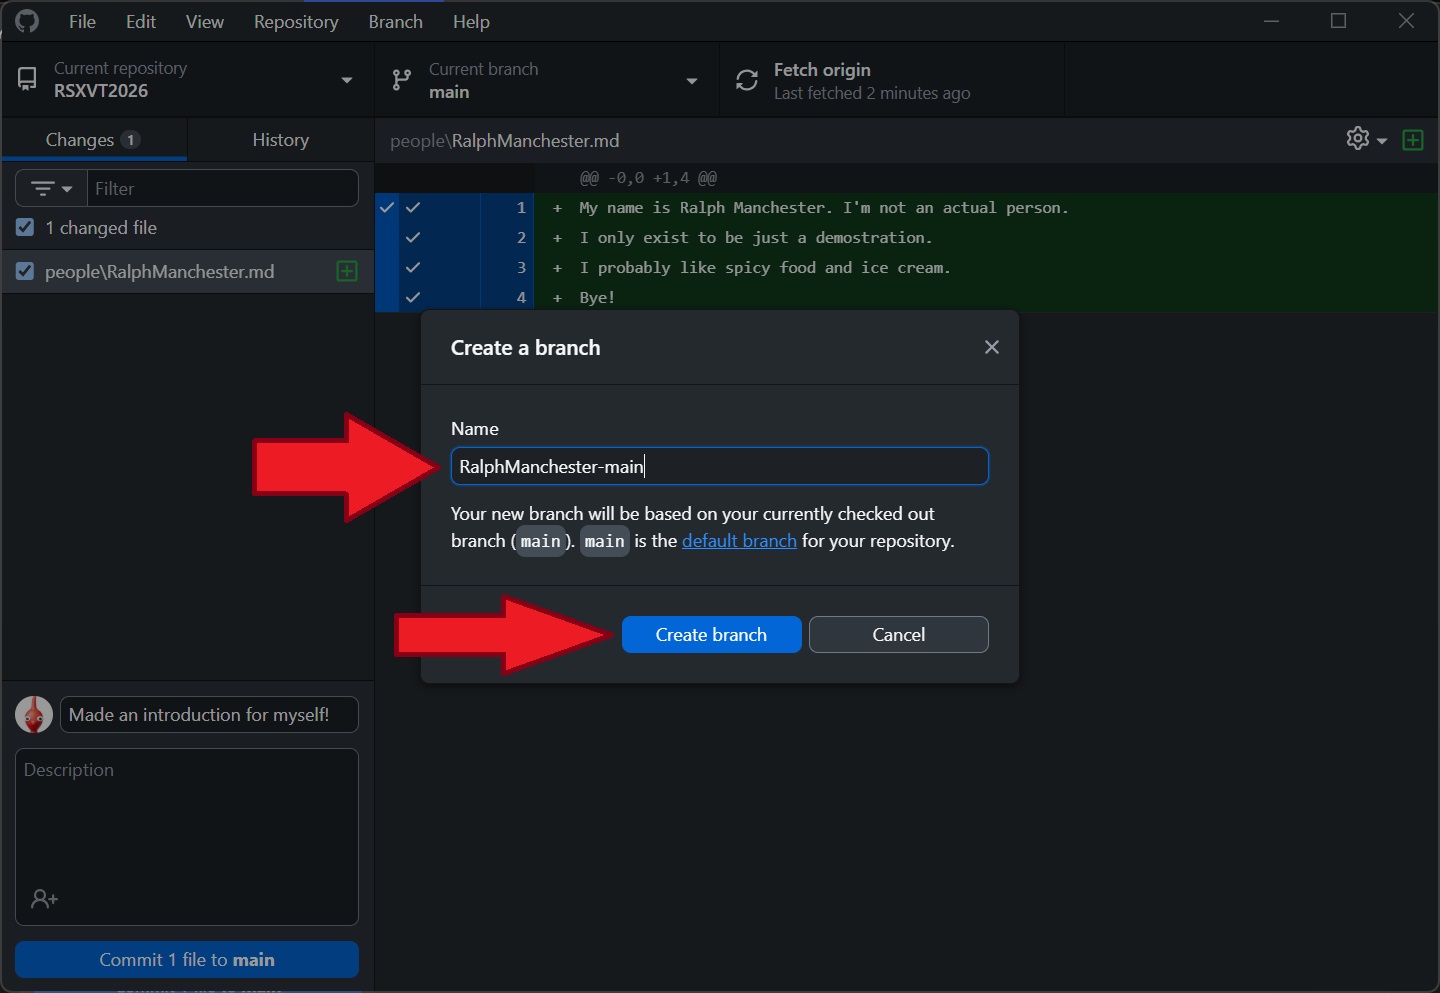 File Edit View Repository Branch Help
Current repository
RSXVT2026
Current branch
main
Fetch origin
Last fetched 2 minutes ago
Changes 1
History
people\RalphManchester.md
Filter
1 changed file
people\RalphManchester.md
@@ -0,0 +1,4 @@
1 + My name is Ralph Manchester. I'm not an actual person.
2 + I only exist to be just a demostration.
3 + I probably like spicy food and ice cream.
4 + Bye!
Create a branch
Name
RalphManchester-main
Your new branch will be based on your currently checked out
branch (main). main is the default branch for your repository.
Create branch
Cancel
Made an introduction for myself!
Description
Commit 1 file to main